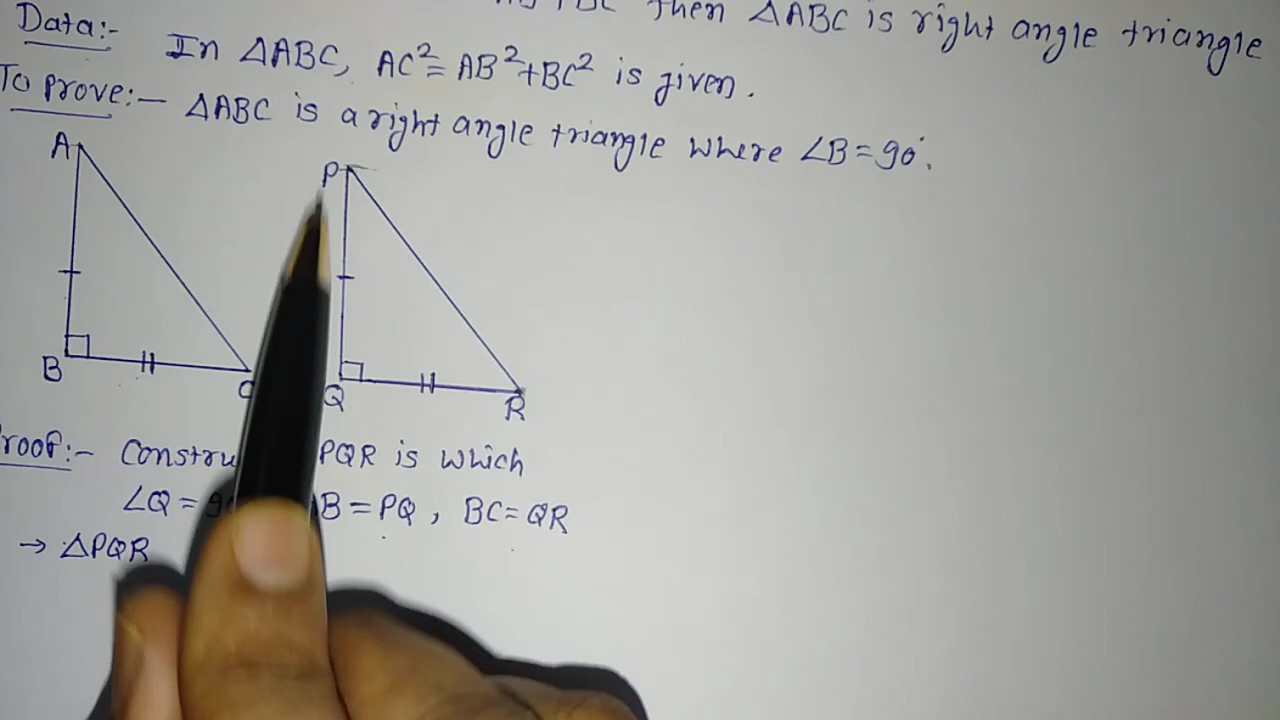 Then ΔABC is right angle triangle
Data:-
In ΔABC, AC²=AB²+BC² is given.
To prove:- ΔABC is a right angle triangle where ∠B=90°.
A
P
B
Q
R
Proof:- PQR is which
∠Q= =PQ, BC=QR
→ ΔPQR